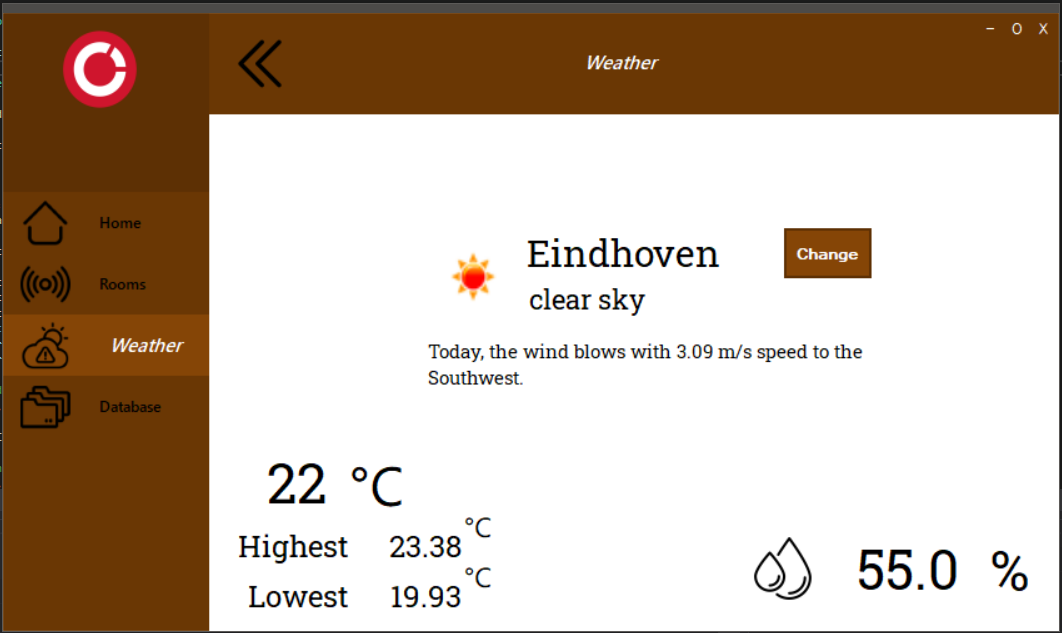 – O X
Weather
Home
Rooms
Weather
Database
Eindhoven
Change
clear sky
Today, the wind blows with 3.09 m/s speed to the
Southwest.
22 °C
Highest 23.38 °C
Lowest 19.93 °C
55.0 %